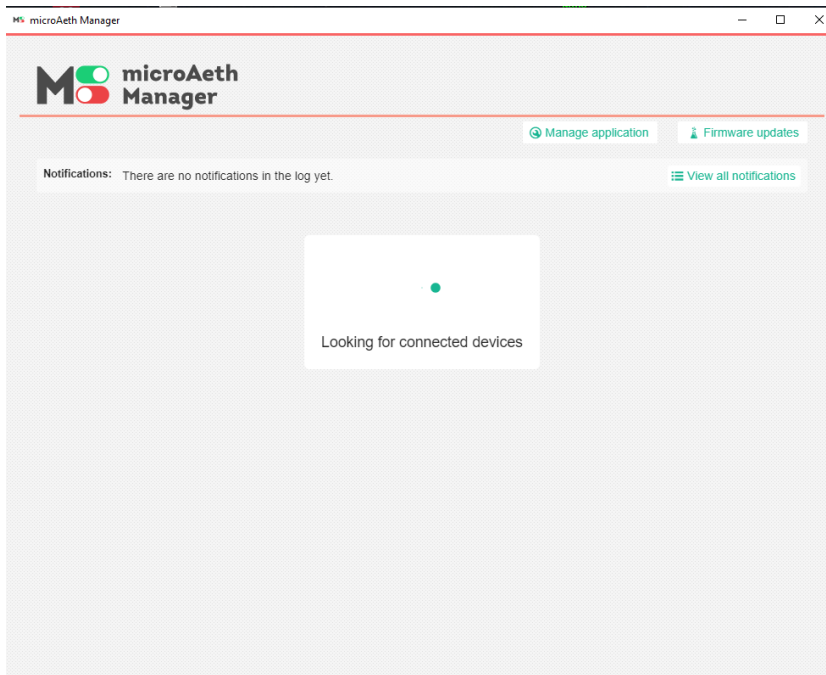 microAeth Manager
microAeth
Manager
Manage application
Firmware updates
Notifications: There are no notifications in the log yet.
View all notifications
Looking for connected devices